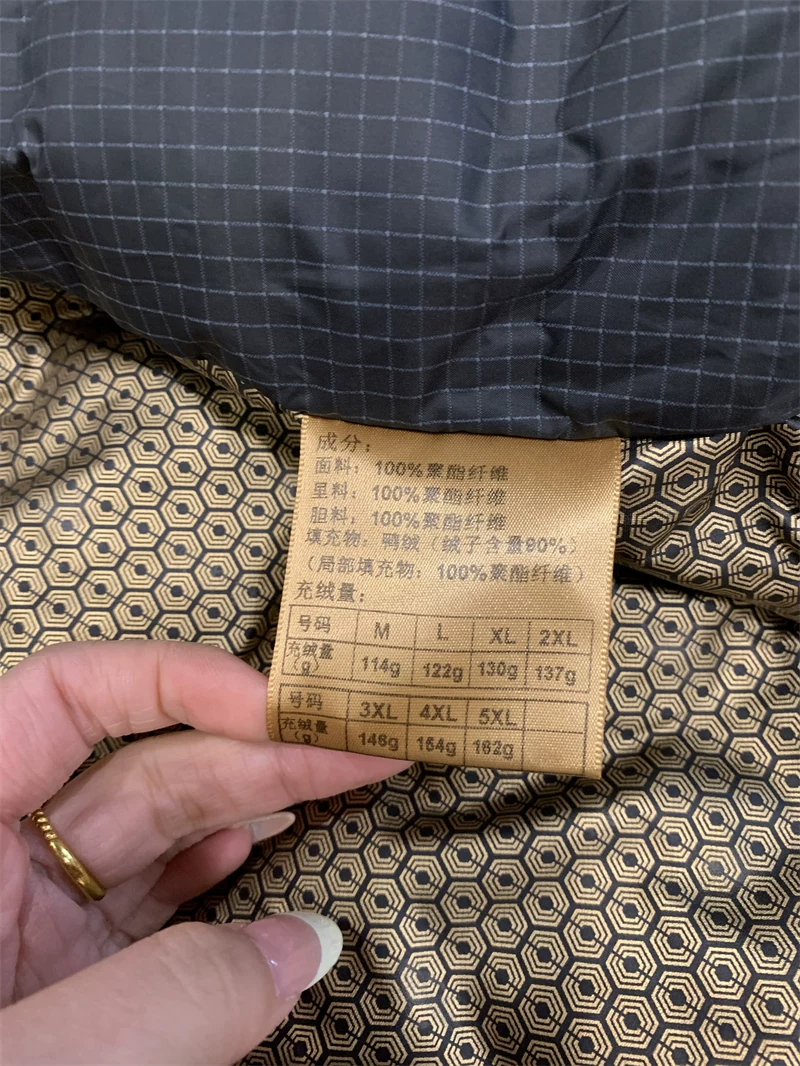 成分：
面料：100%聚酯纤维
里料：100%聚酯纤维
胆料：100%聚酯纤维
填充物：鸭绒（绒子含量90%）
（局部填充物：100%聚酯纤维）
充绒量：
号码 M L XL 2XL
充绒量（g） 114g 122g 130g 137g
号码 3XL 4XL 5XL
充绒量（g） 146g 154g 162g